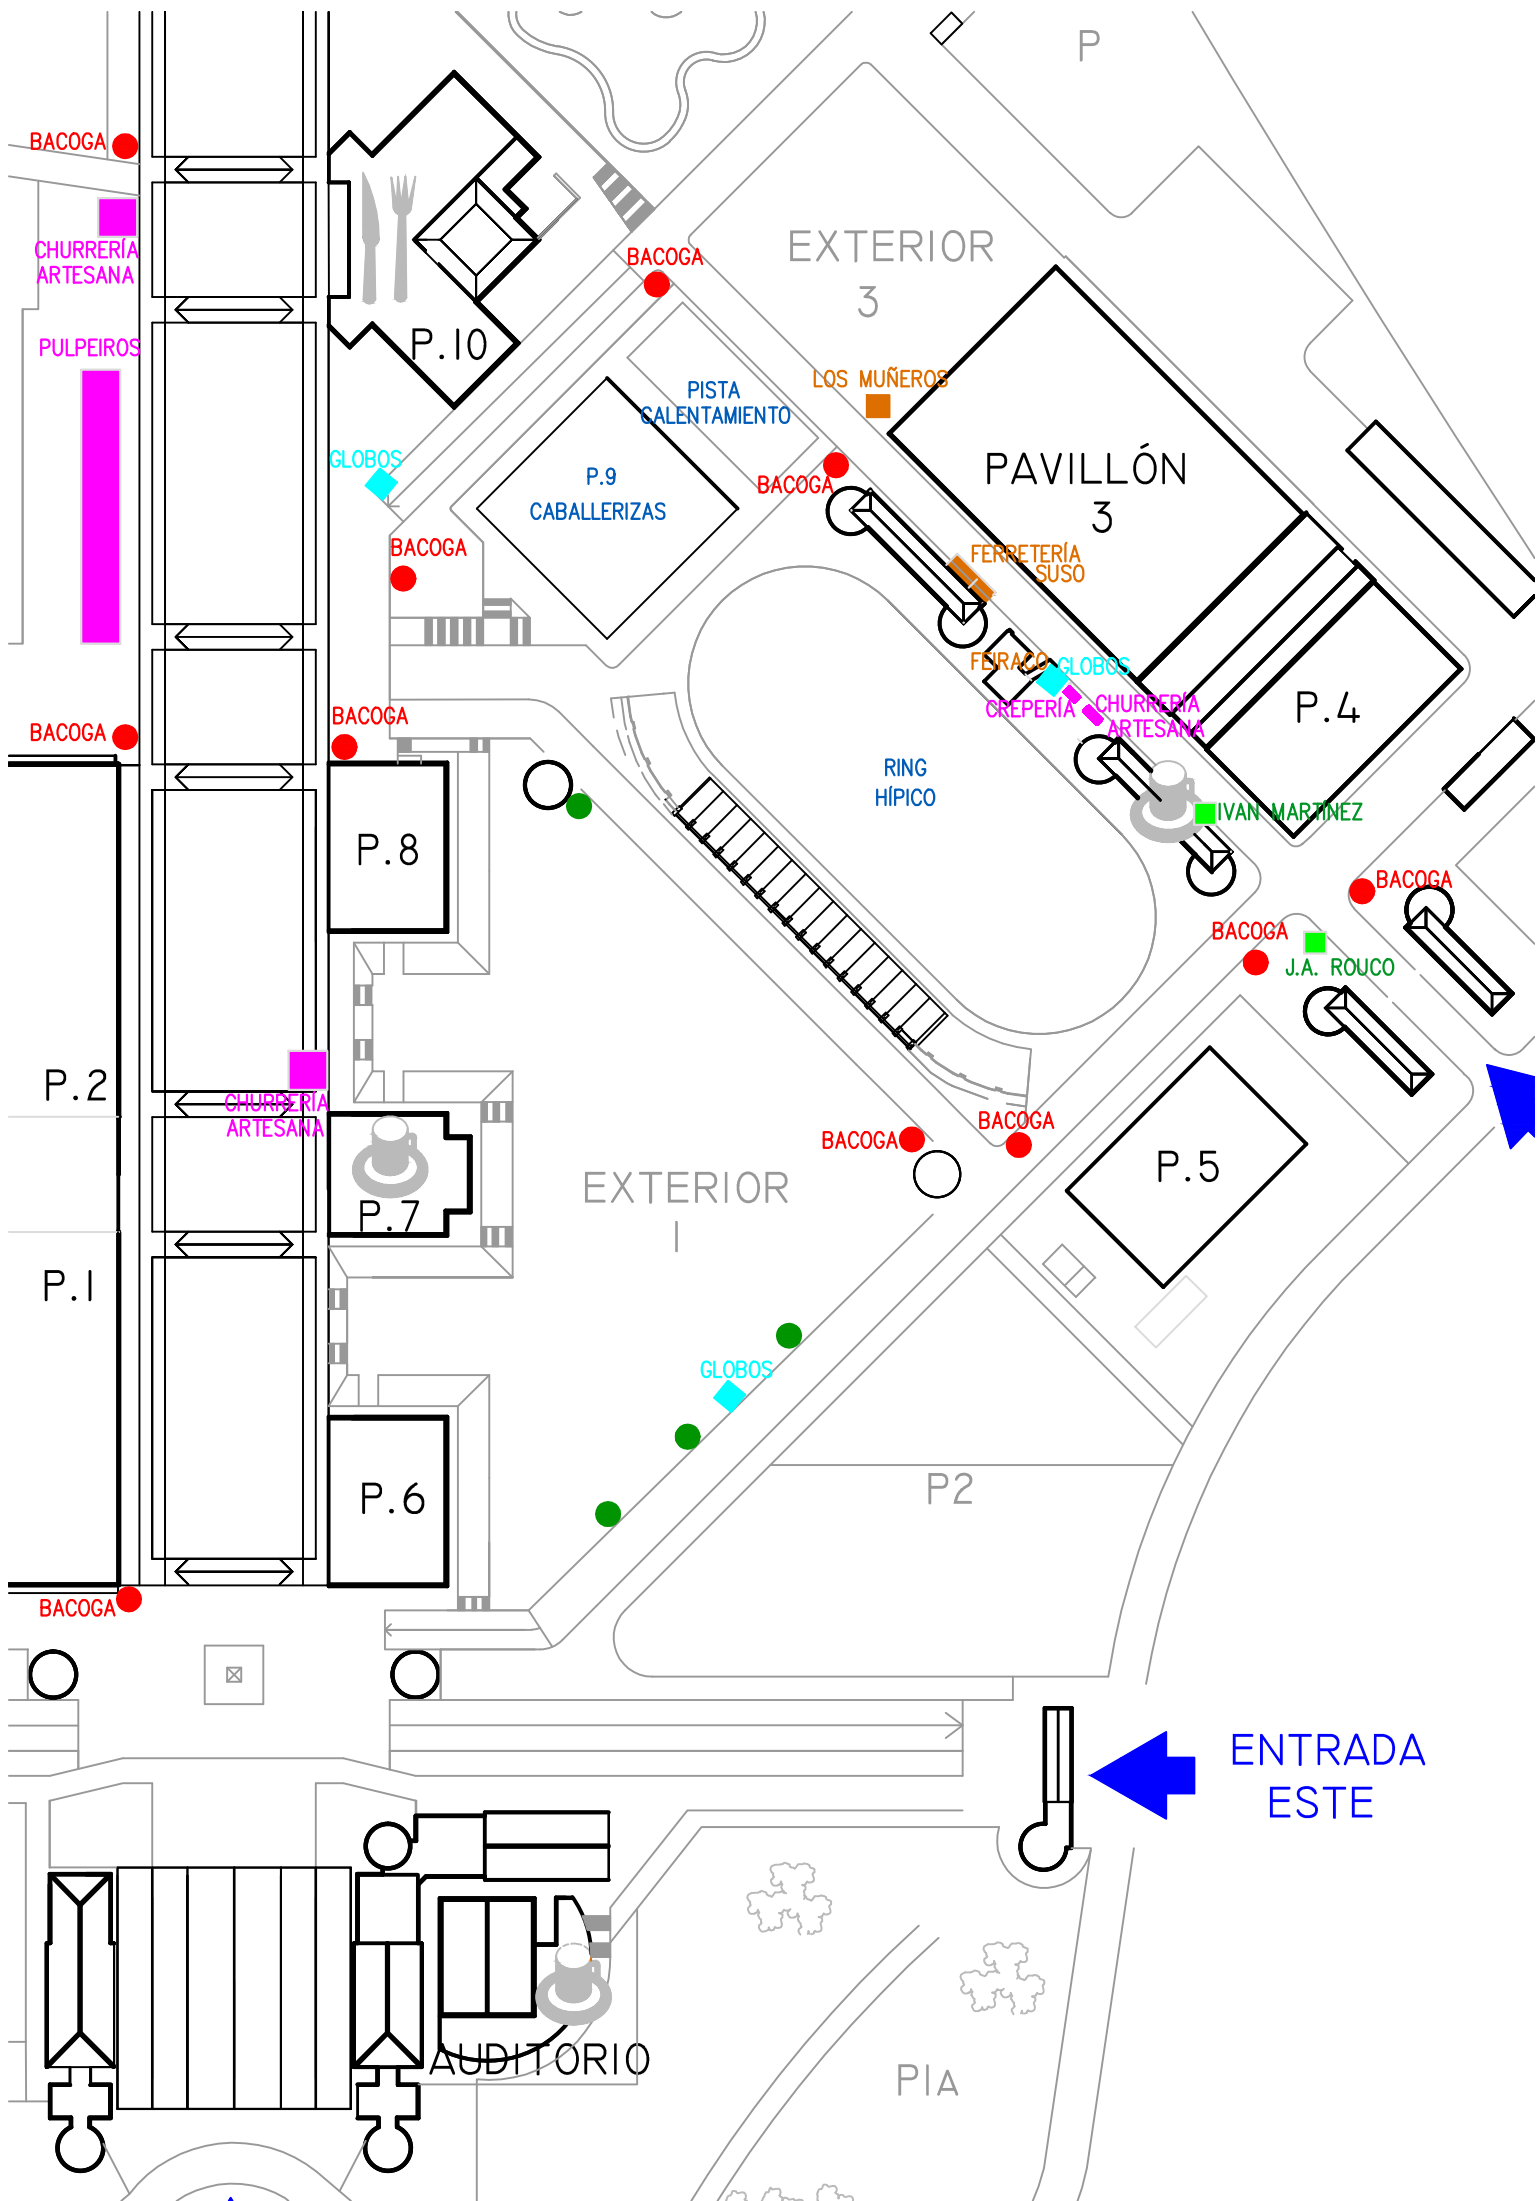 P
BACOGA
CHURRERÍA
ARTESANA
EXTERIOR
3
BACOGA
PULPEIROS
P.10
LOS MUÑEROS
PISTA
CALENTAMIENTO
GLOBOS
P.9
CABALLERIZAS
BACOGA
PAVILLÓN
3
BACOGA
FERRETERÍA
SUSO
FEIRACO
GLOBOS
CREPERÍA
CHURRERÍA
ARTESANA
P.4
BACOGA
BACOGA
RING
HÍPICO
IVAN MARTÍNEZ
P.8
BACOGA
BACOGA
J.A. ROUCO
P.2
CHURRERÍA
ARTESANA
BACOGA
BACOGA
P.5
EXTERIOR
1
P.7
P.1
GLOBOS
P.6
P2
BACOGA
ENTRADA
ESTE
AUDITORIO
P1A